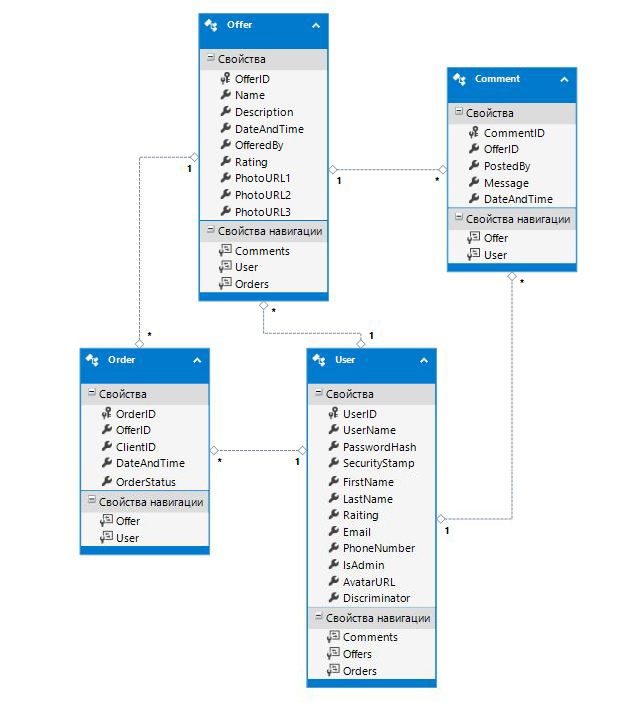 Offer
Свойства
OfferID
Name
Description
DateAndTime
OfferedBy
Rating
PhotoURL1
PhotoURL2
PhotoURL3
Свойства навигации
Comments
User
Orders
Comment
Свойства
CommentID
OfferID
PostedBy
Message
DateAndTime
Свойства навигации
Offer
User
1
1
*
*
*
1
*
Order
Свойства
OrderID
OfferID
ClientID
DateAndTime
OrderStatus
Свойства навигации
Offer
User
*
1
User
Свойства
UserID
UserName
PasswordHash
SecurityStamp
FirstName
LastName
Raiting
Email
PhoneNumber
IsAdmin
AvatarURL
Discriminator
Свойства навигации
Comments
Offers
Orders
1